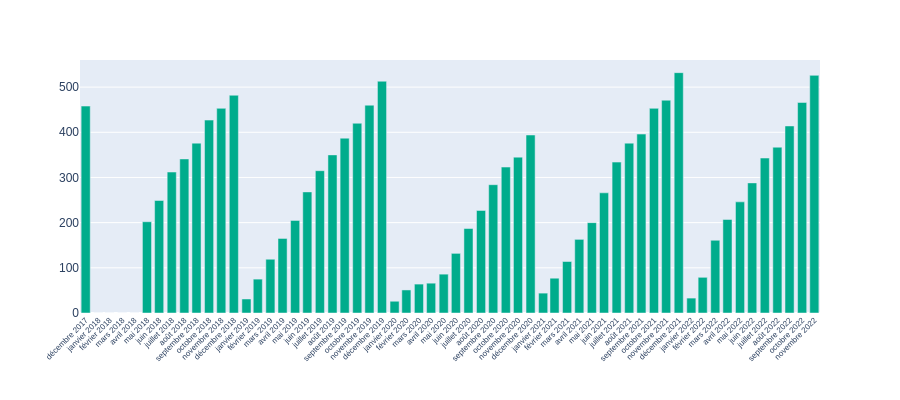 500
400
300
200
100
0
décembre 2017
janvier 2018
février 2018
mars 2018
avril 2018
mai 2018
juin 2018
juillet 2018
août 2018
septembre 2018
octobre 2018
novembre 2018
décembre 2018
janvier 2019
février 2019
mars 2019
avril 2019
mai 2019
juin 2019
juillet 2019
août 2019
septembre 2019
octobre 2019
novembre 2019
décembre 2019
janvier 2020
février 2020
mars 2020
avril 2020
mai 2020
juin 2020
juillet 2020
août 2020
septembre 2020
octobre 2020
novembre 2020
décembre 2020
janvier 2021
février 2021
mars 2021
avril 2021
mai 2021
juin 2021
juillet 2021
août 2021
septembre 2021
octobre 2021
novembre 2021
décembre 2021
janvier 2022
février 2022
mars 2022
avril 2022
mai 2022
juin 2022
juillet 2022
août 2022
septembre 2022
octobre 2022
novembre 2022